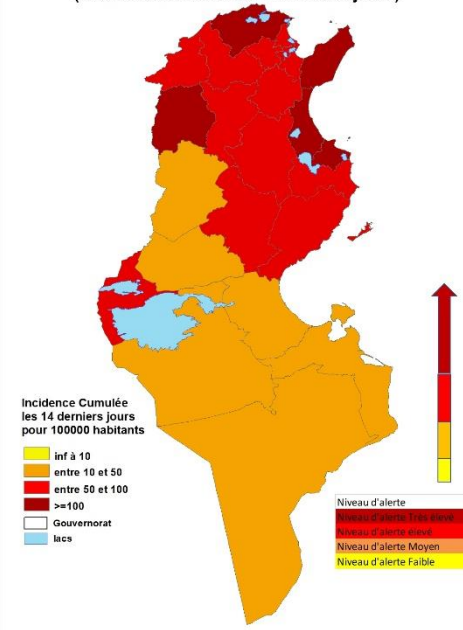 Incidence Cumulée
les 14 derniers jours
pour 100000 habitants
inf à 10
entre 10 et 50
entre 50 et 100
>=100
Gouvernorat
lacs
Niveau d'alerte
Niveau d'alerte Très élevé
Niveau d'alerte élevé
Niveau d'alerte Moyen
Niveau d'alerte Faible